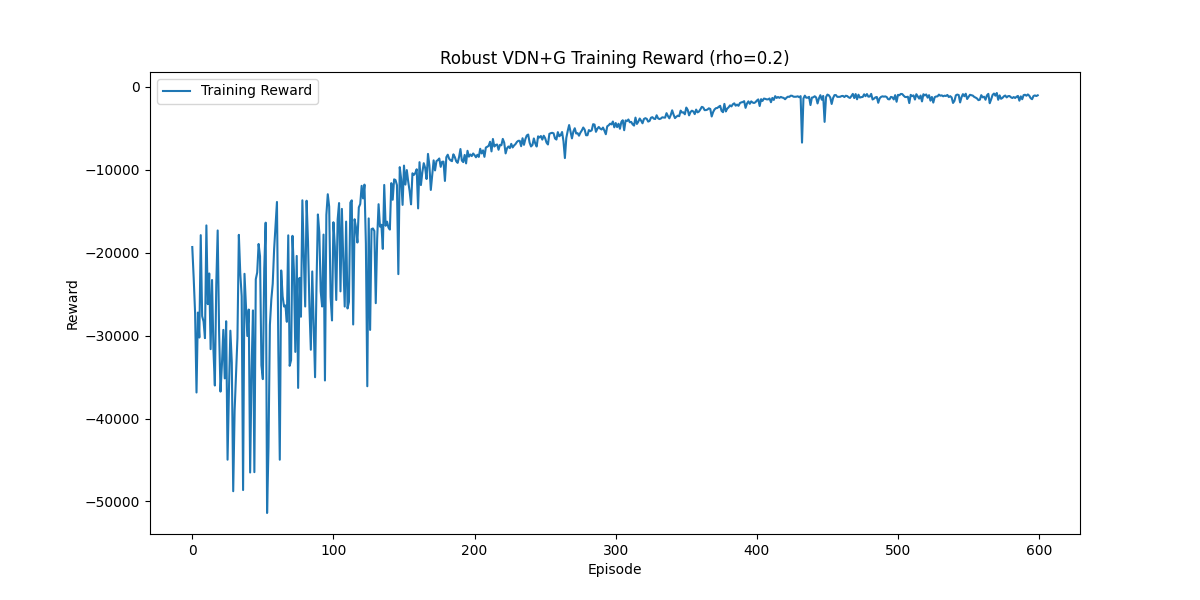 Robust VDN+G Training Reward (rho=0.2)
Training Reward
0
−10000
−20000
−30000
−40000
−50000
Reward
0 100 200 300 400 500 600
Episode